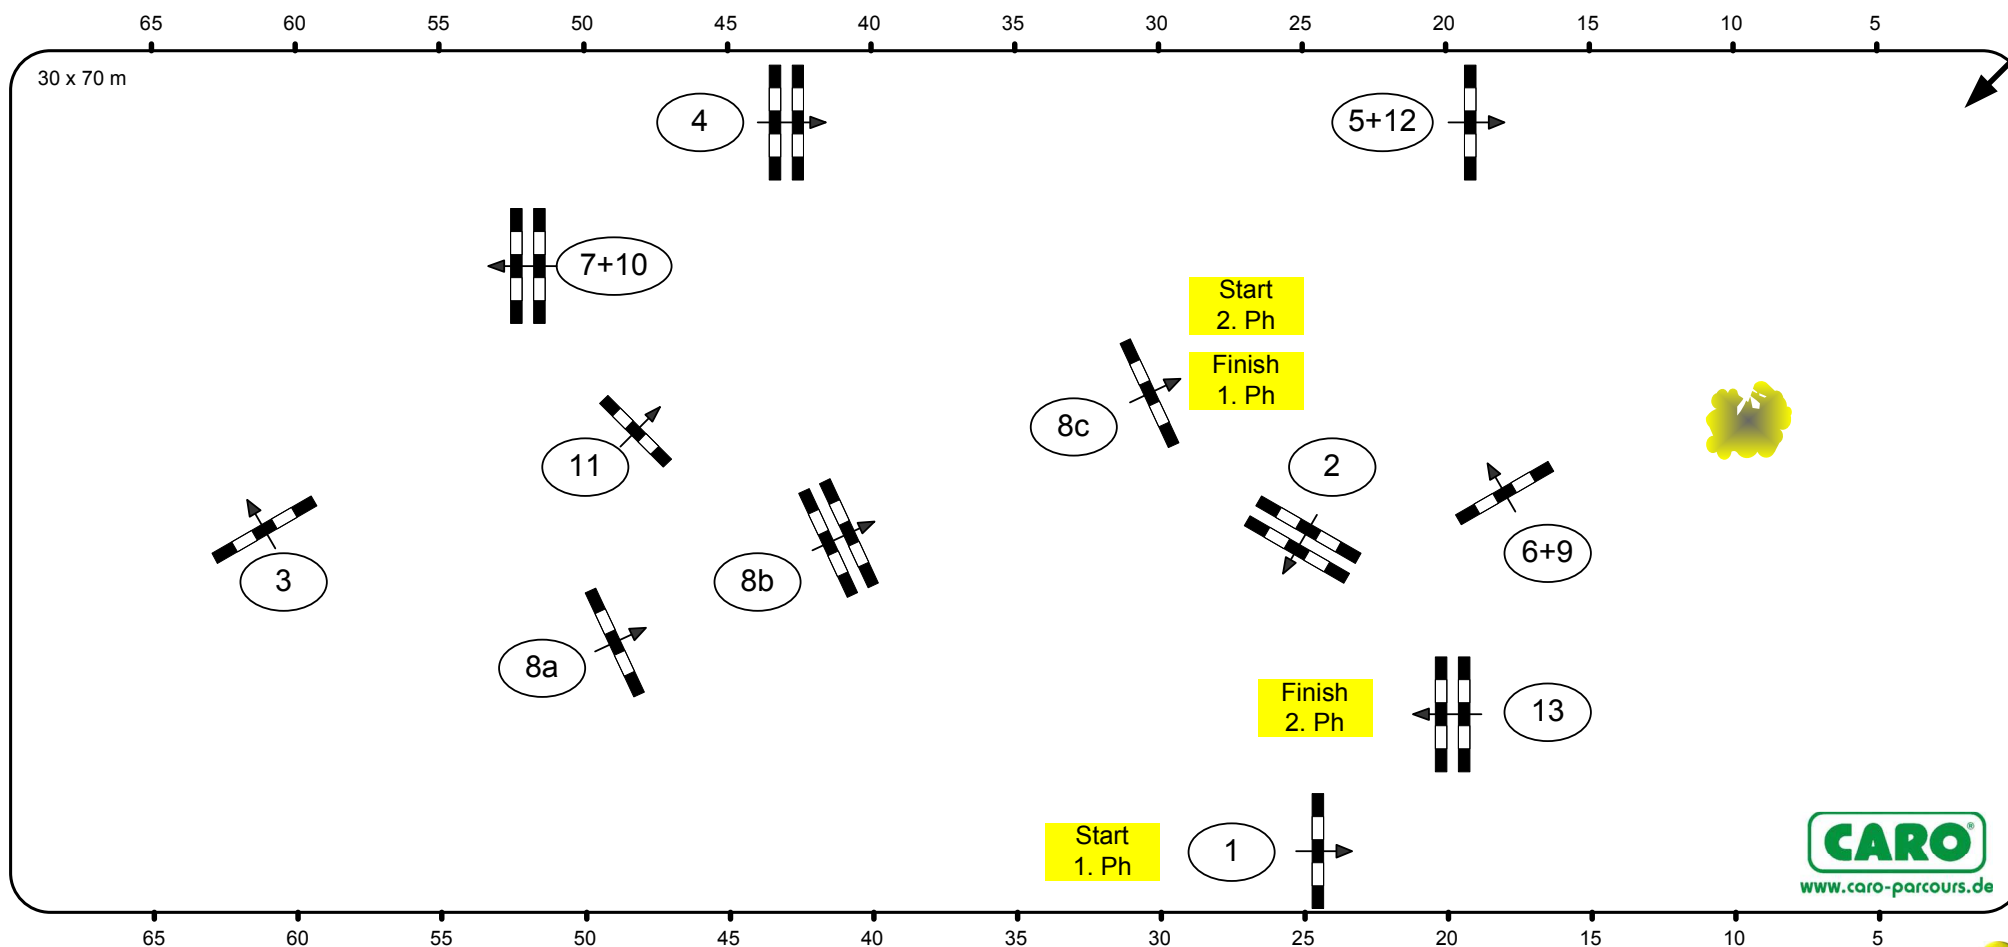 65 60 55 50 45 40 35 30 25 20 15 10 5
30 x 70 m
4
5+12
7+10
Start
2. Ph
Finish
1. Ph
8c
11
2
3
8b
6+9
8a
Finish
2. Ph
13
Start
1. Ph
1
CARO®
www.caro-parcours.de
65 60 55 50 45 40 35 30 25 20 15 10 5